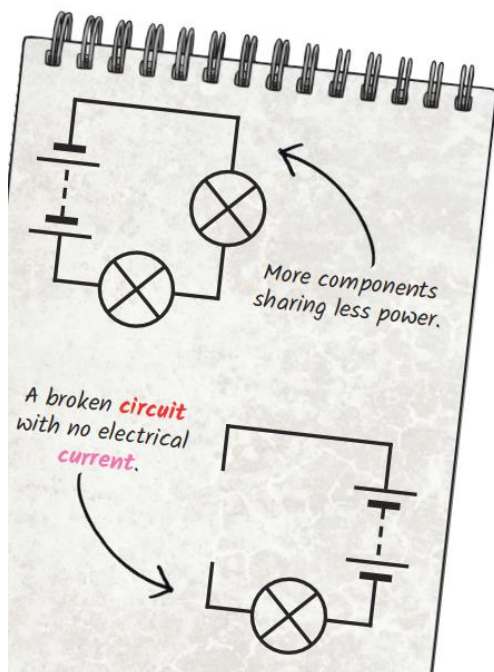 More components
sharing less power.
A broken circuit
with no electrical
current.